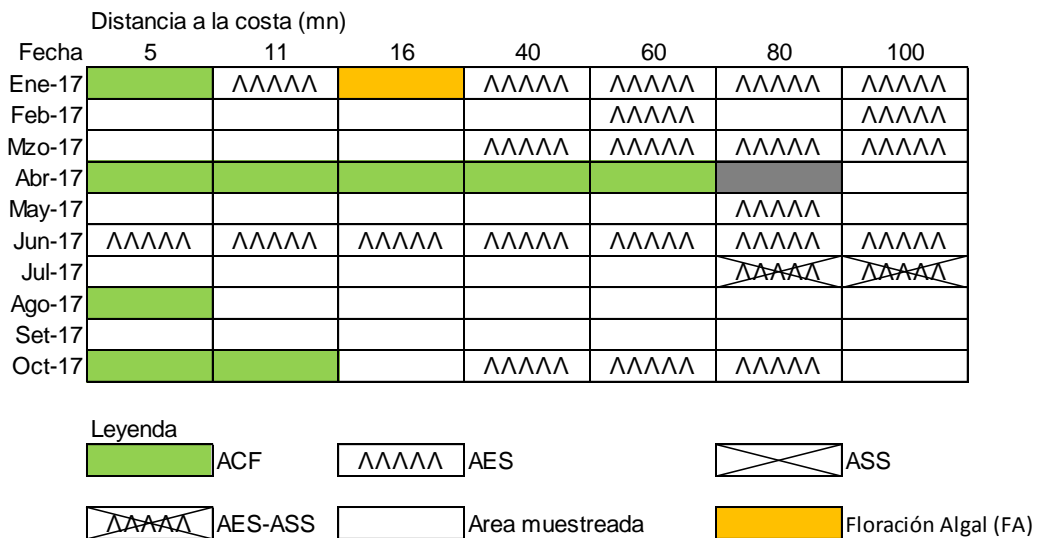 Distancia a la costa (mn)
Fecha 5 11 16 40 60 80 100
Ene-17 ΛΛΛΛΛ ΛΛΛΛΛ ΛΛΛΛΛ ΛΛΛΛΛ ΛΛΛΛΛ
Feb-17 ΛΛΛΛΛ ΛΛΛΛΛ
Mzo-17 ΛΛΛΛΛ ΛΛΛΛΛ ΛΛΛΛΛ ΛΛΛΛΛ
Abr-17
May-17 ΛΛΛΛΛ
Jun-17 ΛΛΛΛΛ ΛΛΛΛΛ ΛΛΛΛΛ ΛΛΛΛΛ ΛΛΛΛΛ ΛΛΛΛΛ ΛΛΛΛΛ
Jul-17 ΛΛΛΛΛ ΛΛΛΛΛ
Ago-17
Set-17
Oct-17 ΛΛΛΛΛ ΛΛΛΛΛ ΛΛΛΛΛ
Leyenda
ACF ΛΛΛΛΛ AES ASS
ΛΛΛΛΛ AES-ASS Area muestreada Floración Algal (FA)